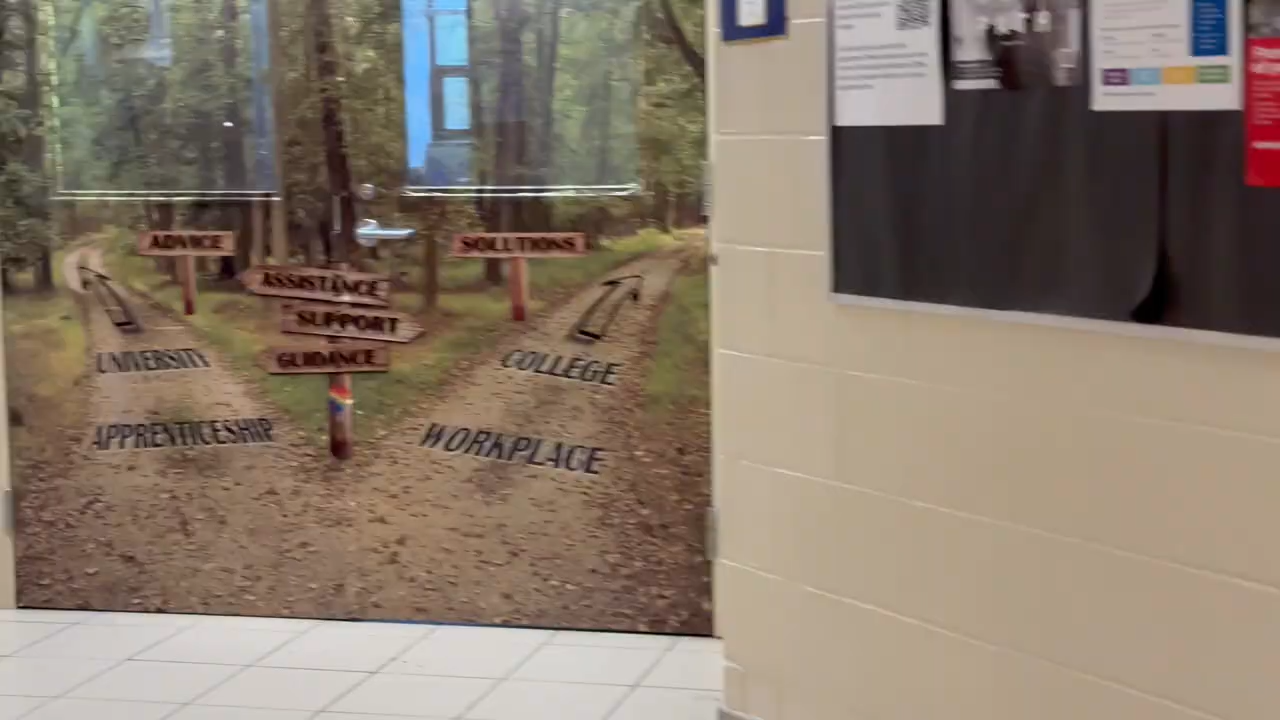 ADVICE
SOLUTIONS
ASSISTANCE
SUPPORT
GUIDANCE
UNIVERSITY
COLLEGE
APPRENTICESHIP
WORKPLACE